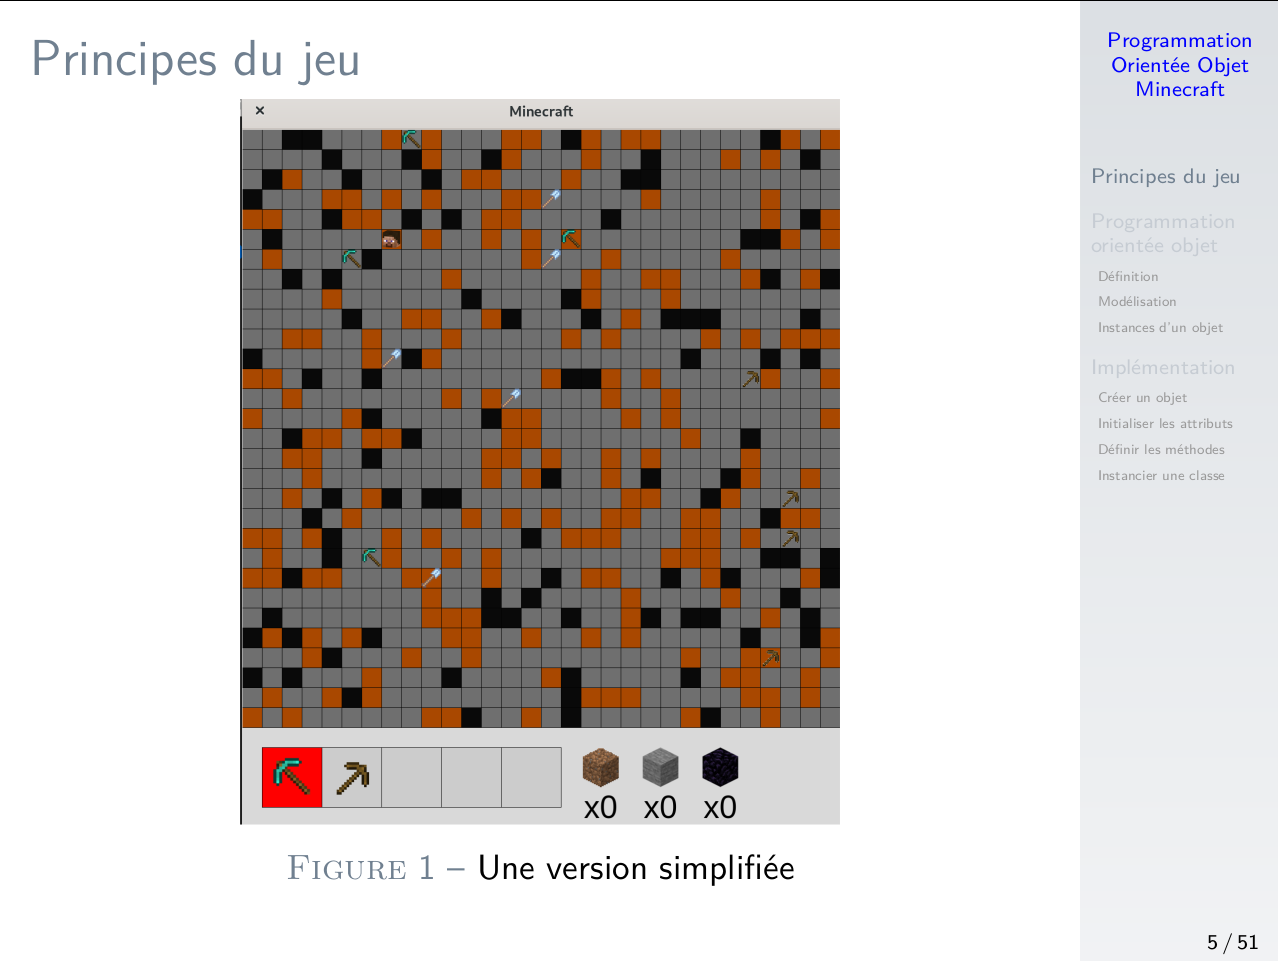 Principes du jeu
× Minecraft
x0 x0 x0
Figure 1 – Une version simplifiée
Programmation
Orientée Objet
Minecraft
Principes du jeu
Programmation
orientée objet
Définition
Modélisation
Instances d'un objet
Implémentation
Créer un objet
Initialiser les attributs
Définir les méthodes
Instancier une classe
5 / 51